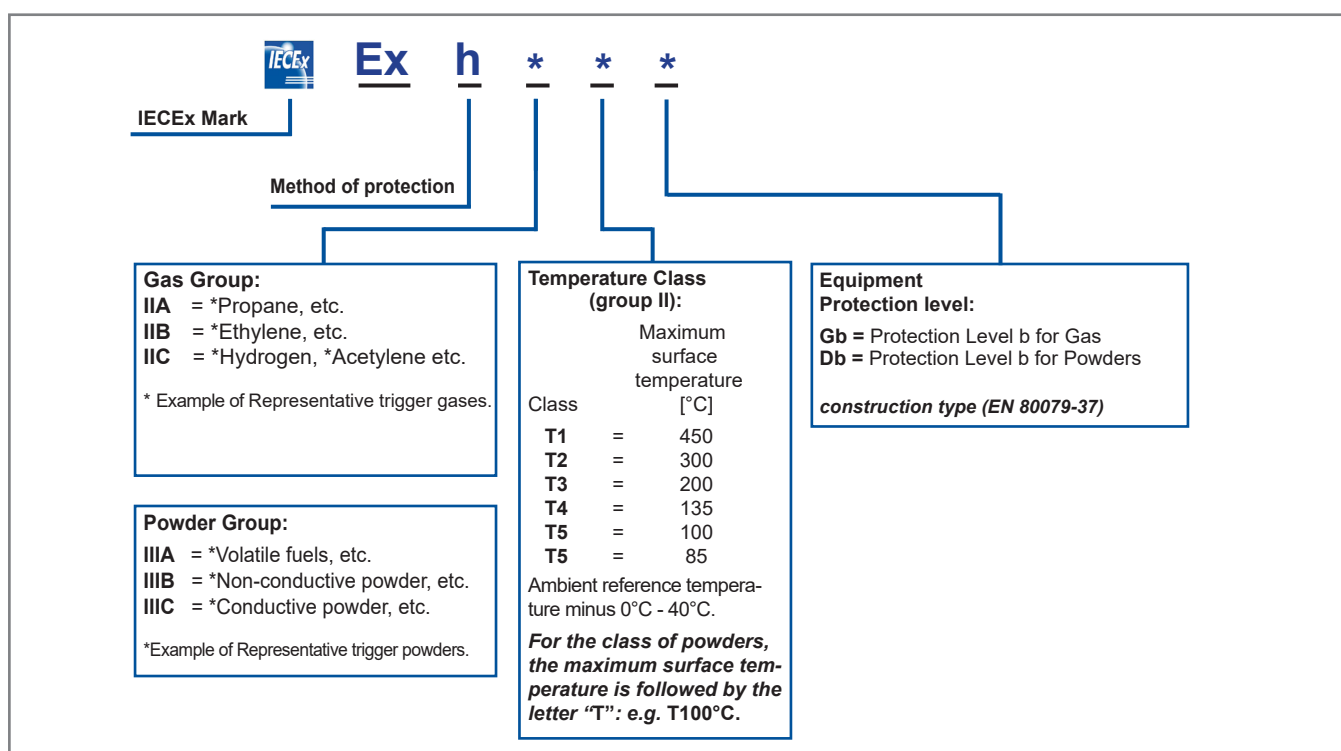 IECEx Ex h * * *
IECEx Mark
Method of protection
Gas Group:
IIA = *Propane, etc.
IIB = *Ethylene, etc.
IIC = *Hydrogen, *Acetylene etc.
* Example of Representative trigger gases.
Powder Group:
IIIA = *Volatile fuels, etc.
IIIB = *Non-conductive powder, etc.
IIIC = *Conductive powder, etc.
*Example of Representative trigger powders.
Temperature Class
(group II):
Maximum
surface
temperature
Class [°C]
T1 = 450
T2 = 300
T3 = 200
T4 = 135
T5 = 100
T5 = 85
Ambient reference tempera-
ture minus 0°C - 40°C.
For the class of powders,
the maximum surface tem-
perature is followed by the
letter “T”: e.g. T100°C.
Equipment
Protection level:
Gb = Protection Level b for Gas
Db = Protection Level b for Powders
construction type (EN 80079-37)